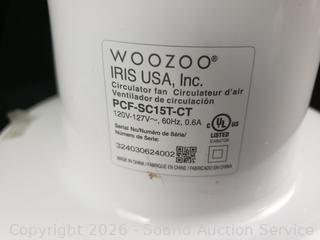 WOOZOO®
IRIS USA, Inc.
Circulator fan Circulateur d'air
Ventilador de circulación
PCF-SC15T-CT
120V-127V~, 60Hz, 0.6A
Serial No/Numéro de Série/
Número de Serie:
324030624002
C UL US
LISTED
MADE IN CHINA / FABRIQUÉ EN CHINE / FABRICADO EN CHINA
Copyright 2026 - Sound Auction Service